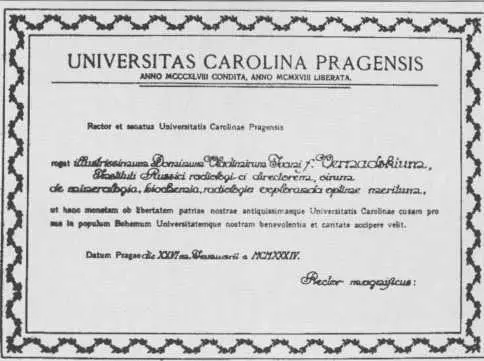 UNIVERSITAS CAROLINA PRAGENSIS
ANNO MCCCXLVIII CONDITA, ANNO MCMXVIII LIBERATA.
Rector et senatus Universitatis Carolinae Pragensis
rogat illustrissimum Dominum Vladimirum Ivani f. Vernadskium,
Instituti Russici radiologici directorem, virum
de mineralogia, biochemia, radiologia exploranda optime meritum,
ut hanc monetam ob libertatem patriae nostrae antiquissimaeque Universitatis Carolinae cusam pro
sua in populum Bohemum Universitatemque nostram benevolentia et caritate accipere velit.
Datum Pragae die XXVI m. Januarii a MCMXXXIV.
Rector magnificus: